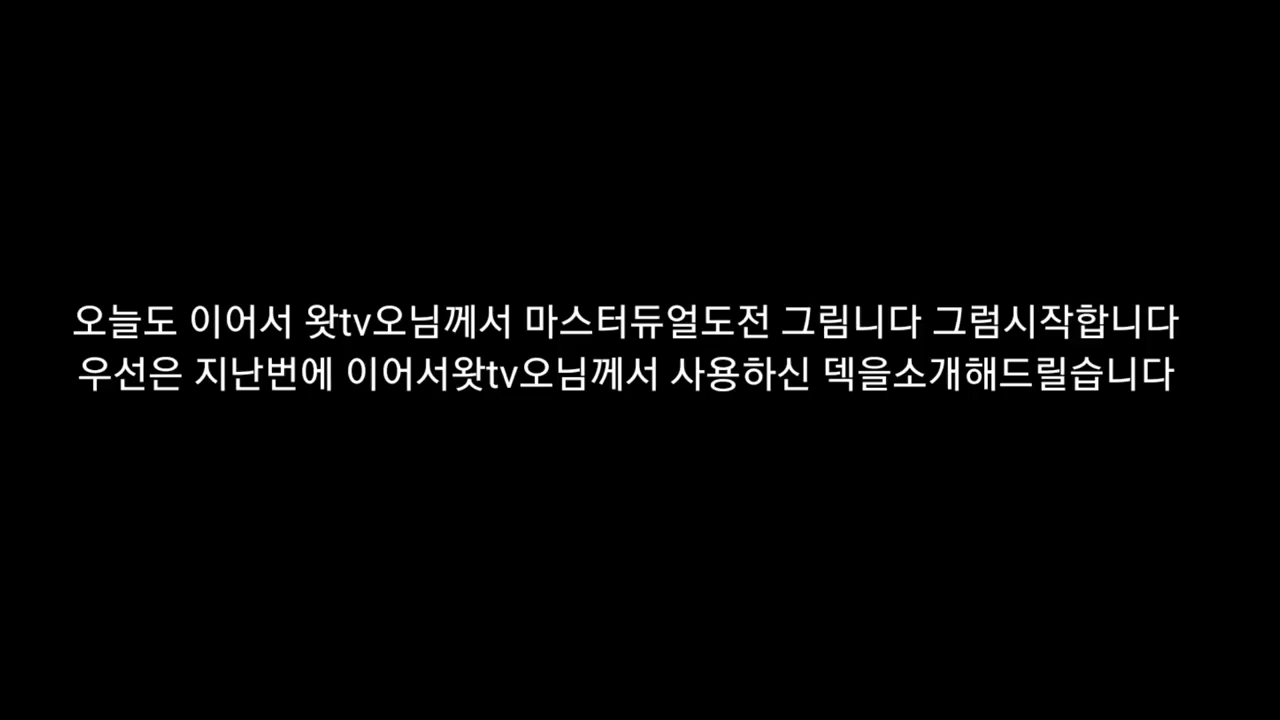 오늘도 이어서 왓tv오님께서 마스터듀얼도전 그림니다 그럼시작합니다
우선은 지난번에 이어서왓tv오님께서 사용하신 덱을소개해드릴습니다